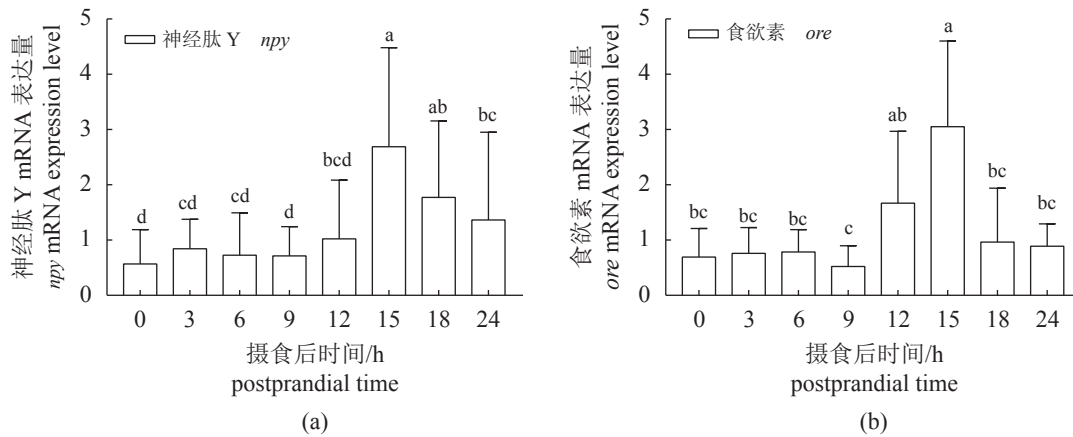 神经肽 Y mRNA 表达量
npy mRNA expression level
5
4
3
2
1
0
神经肽 Y npy
d
cd
cd
d
bcd
a
ab
bc
0 3 6 9 12 15 18 24
摄食后时间/h
postprandial time
(a)
食欲素 mRNA 表达量
ore mRNA expression level
5
4
3
2
1
0
食欲素 ore
bc
bc
bc
c
ab
a
bc
bc
0 3 6 9 12 15 18 24
摄食后时间/h
postprandial time
(b)